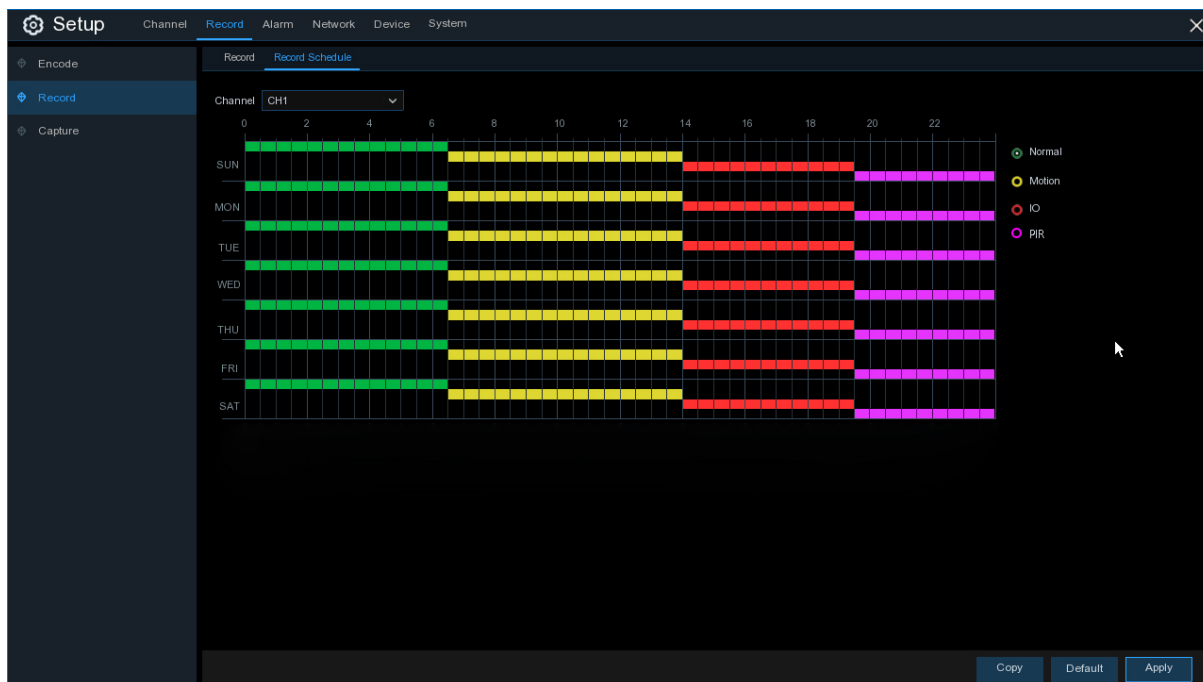 Setup Channel Record Alarm Network Device System
Encode
Record
Capture
Record Record Schedule
Channel CH1
0 2 4 6 8 10 12 14 16 18 20 22
SUN
MON
TUE
WED
THU
FRI
SAT
Normal
Motion
IO
PIR
Copy Default Apply